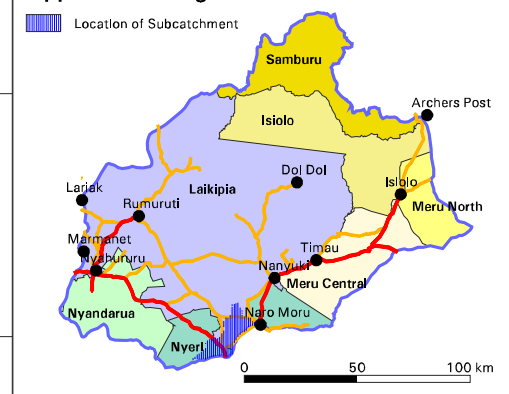 Location of Subcatchment
Samburu
Archers Post
Isiolo
Dol Dol
Lariak
Laikipia
Isiolo
Rumuruti
Meru North
Marmanet
Timau
Nyahururu
Nanyuki
Meru Central
Nyandarua
Naro Moru
Nyeri
0 50 100 km